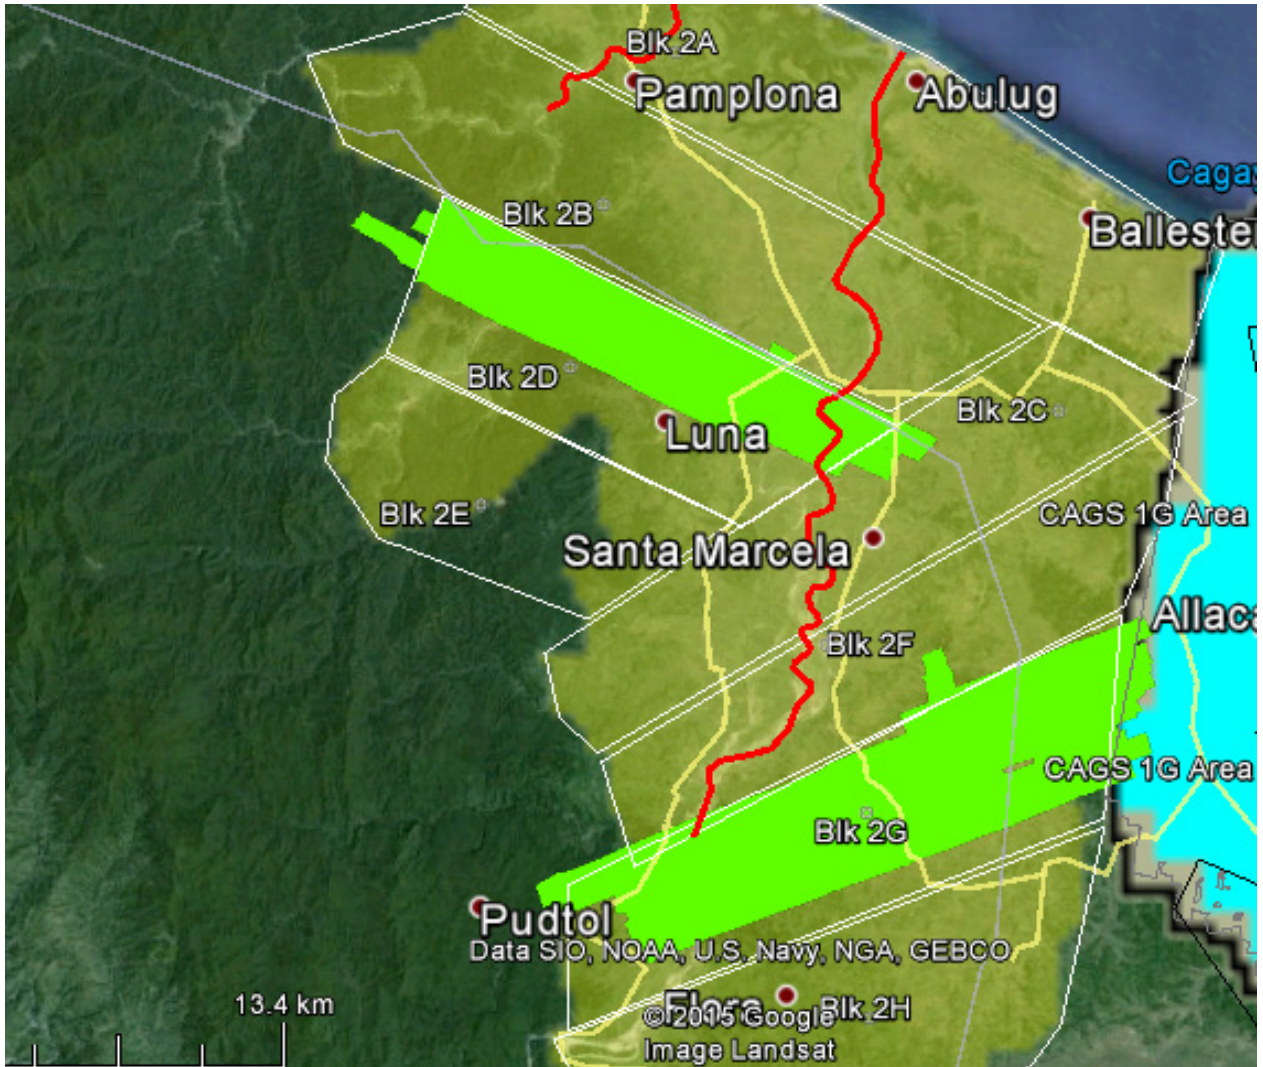 Blk 2A
Pamplona
Abulug
Cagay
Blk 2B
Balleste
Blk 2D
Blk 2C
Luna
Blk 2E
CAGS 1G Area
Santa Marcela
Allaca
Blk 2F
CAGS 1G Area
Blk 2G
Pudtol
Data SIO, NOAA, U.S. Navy, NGA, GEBCO
13.4 km
Flora
Blk 2H
© 2015 Google
Image Landsat